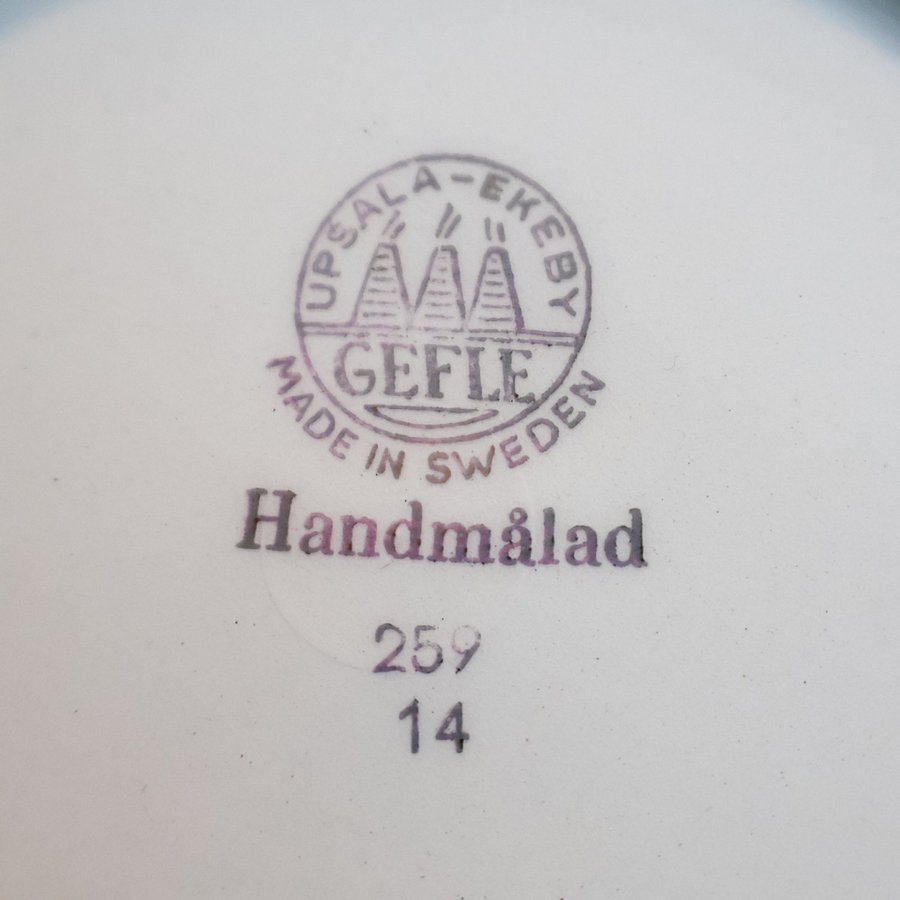 UPSALA-EKEBY
GEFLE
MADE IN SWEDEN
Handmålad
259
14